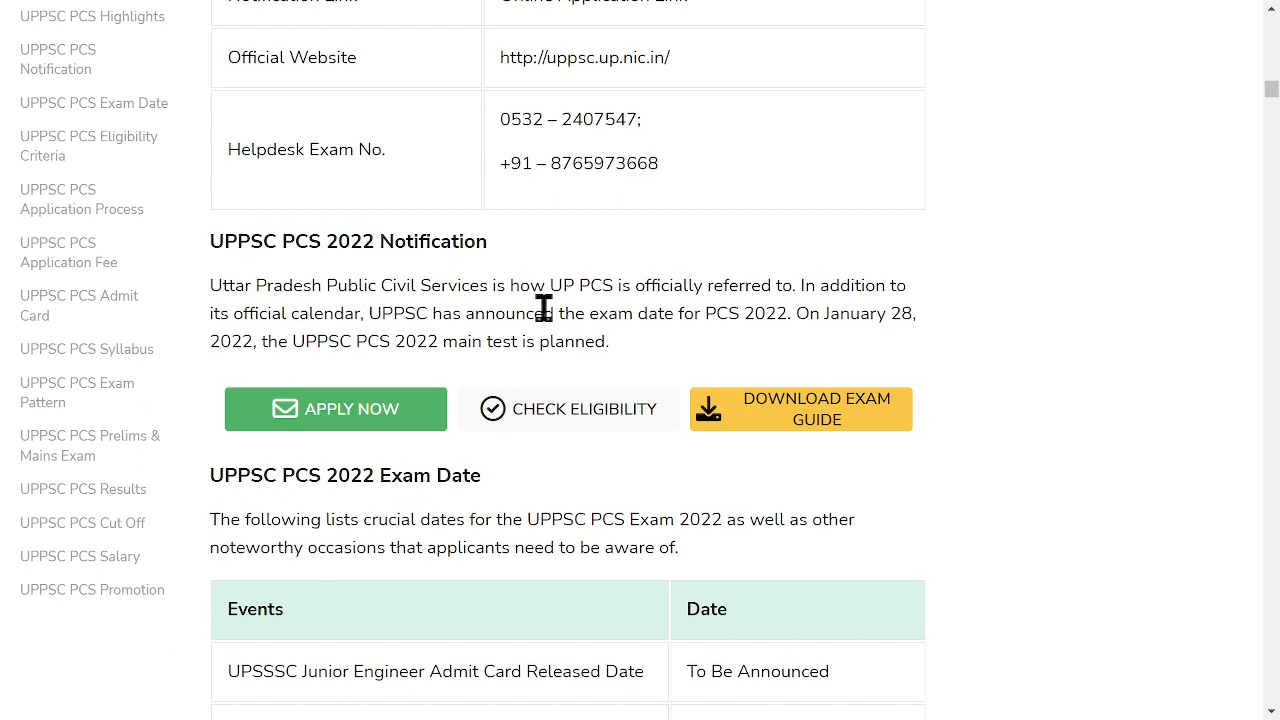 UPPSC PCS Highlights
UPPSC PCS
Notification
UPPSC PCS Exam Date
UPPSC PCS Eligibility
Criteria
UPPSC PCS
Application Process
UPPSC PCS
Application Fee
UPPSC PCS Admit
Card
UPPSC PCS Syllabus
UPPSC PCS Exam
Pattern
UPPSC PCS Prelims &
Mains Exam
UPPSC PCS Results
UPPSC PCS Cut Off
UPPSC PCS Salary
UPPSC PCS Promotion
Official Website
http://uppsc.up.nic.in/
Helpdesk Exam No.
0532 – 2407547;
+91 – 8765973668
UPPSC PCS 2022 Notification
Uttar Pradesh Public Civil Services is how UP PCS is officially referred to. In addition to
its official calendar, UPPSC has announced the exam date for PCS 2022. On January 28,
2022, the UPPSC PCS 2022 main test is planned.
APPLY NOW
CHECK ELIGIBILITY
DOWNLOAD EXAM
GUIDE
UPPSC PCS 2022 Exam Date
The following lists crucial dates for the UPPSC PCS Exam 2022 as well as other
noteworthy occasions that applicants need to be aware of.
Events
Date
UPSSSC Junior Engineer Admit Card Released Date
To Be Announced